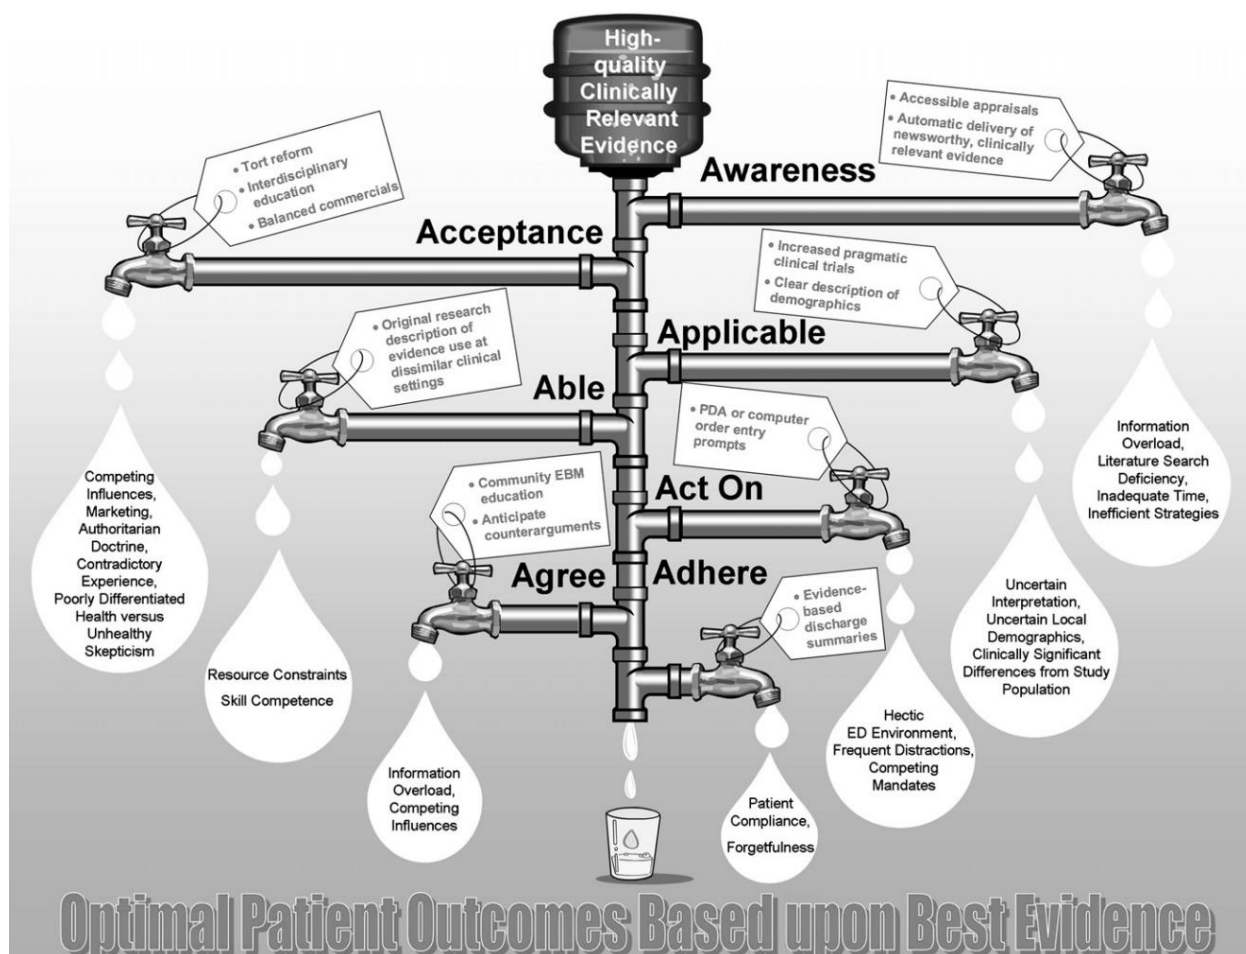 High-
quality
Clinically
Relevant
Evidence
• Accessible appraisals
• Automatic delivery of
newsworthy, clinically
relevant evidence
Awareness
• Tort reform
• Interdisciplinary
education
• Balanced commercials
Acceptance
• Increased pragmatic
clinical trials
• Clear description of
demographics
Applicable
• Original research
description of
evidence use at
dissimilar clinical
settings
Able
• PDA or computer
order entry
prompts
Act On
• Community EBM
education
• Anticipate
counterarguments
Agree
Adhere
• Evidence-
based
discharge
summaries
Competing
Influences,
Marketing,
Authoritarian
Doctrine,
Contradictory
Experience,
Poorly Differentiated
Health versus
Unhealthy
Skepticism
Resource Constraints
Skill Competence
Information
Overload,
Competing
Influences
Patient
Compliance,
Forgetfulness
Hectic
ED Environment,
Frequent Distractions,
Competing
Mandates
Uncertain
Interpretation,
Uncertain Local
Demographics,
Clinically Significant
Differences from Study
Population
Information
Overload,
Literature Search
Deficiency,
Inadequate Time,
Inefficient Strategies
Optimal Patient Outcomes Based upon Best Evidence